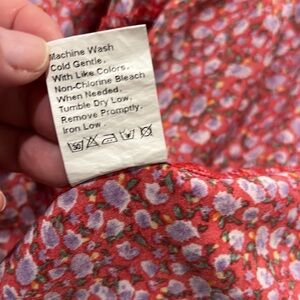 Machine Wash
Cold Gentle.
With Like Colors.
Non-Chlorine Bleach
When Needed.
Tumble Dry Low.
Remove Promptly.
Iron Low.